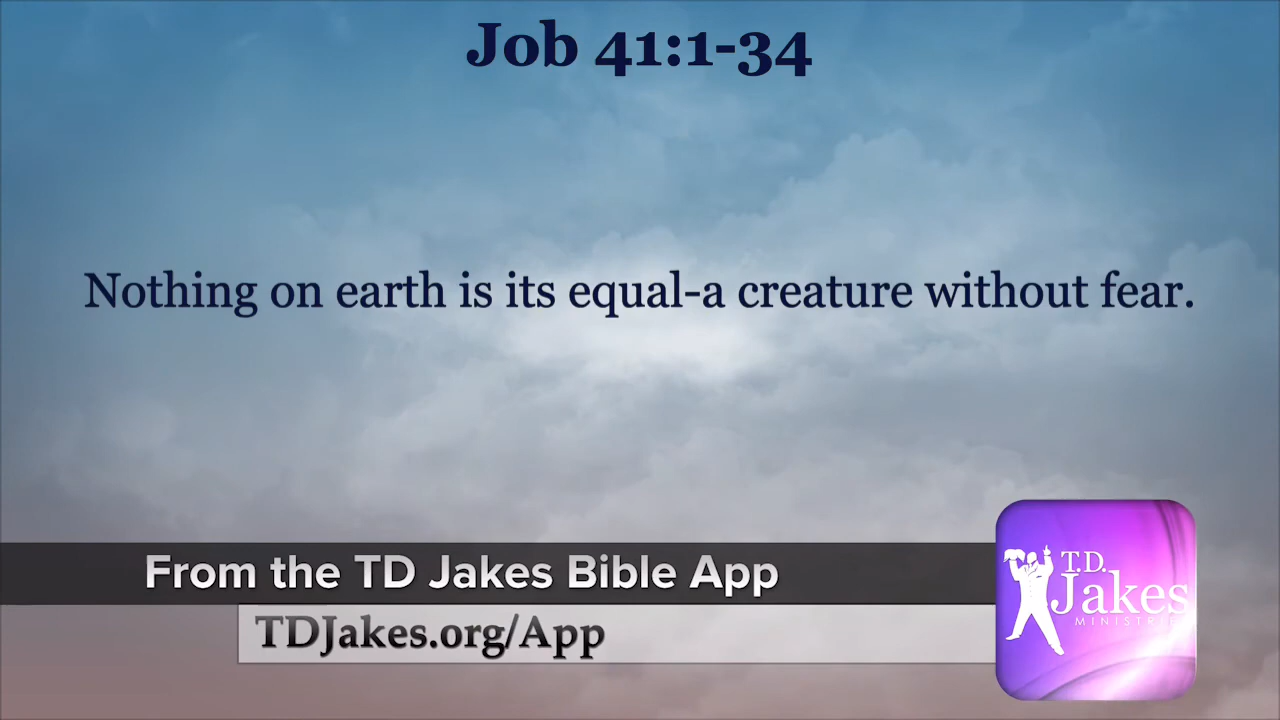 Job 41:1-34
Nothing on earth is its equal-a creature without fear.
From the TD Jakes Bible App
TDJakes.org/App
T.D.
Jakes
MINISTRIES